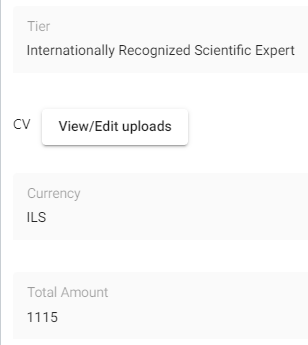 Tier
Internationally Recognized Scientific Expert
CV
View/Edit uploads
Currency
ILS
Total Amount
1115